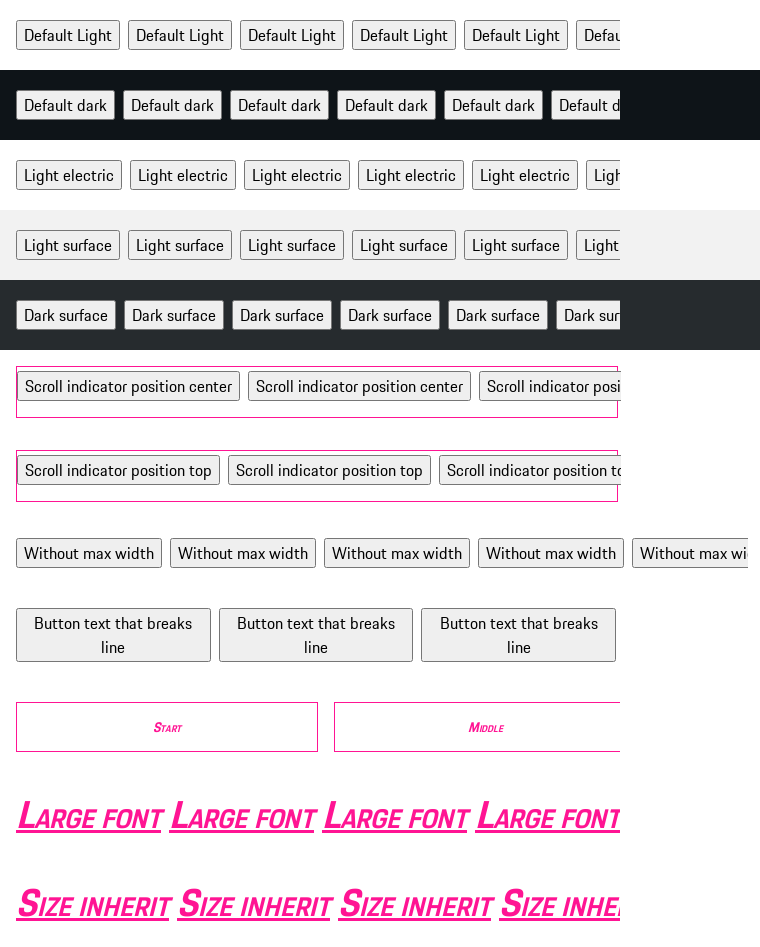 Default Light Default Light Default Light Default Light Default Light Defau
Default dark Default dark Default dark Default dark Default dark Default d
Light electric Light electric Light electric Light electric Light electric Ligh
Light surface Light surface Light surface Light surface Light surface Light
Dark surface Dark surface Dark surface Dark surface Dark surface Dark sur
Scroll indicator position center Scroll indicator position center Scroll indicator posi
Scroll indicator position top Scroll indicator position top Scroll indicator position to
Without max width Without max width Without max width Without max width Without max wi
Button text that breaks line Button text that breaks line Button text that breaks line
Start Middle
Large font Large font Large font Large font
Size inherit Size inherit Size inherit Size inhe